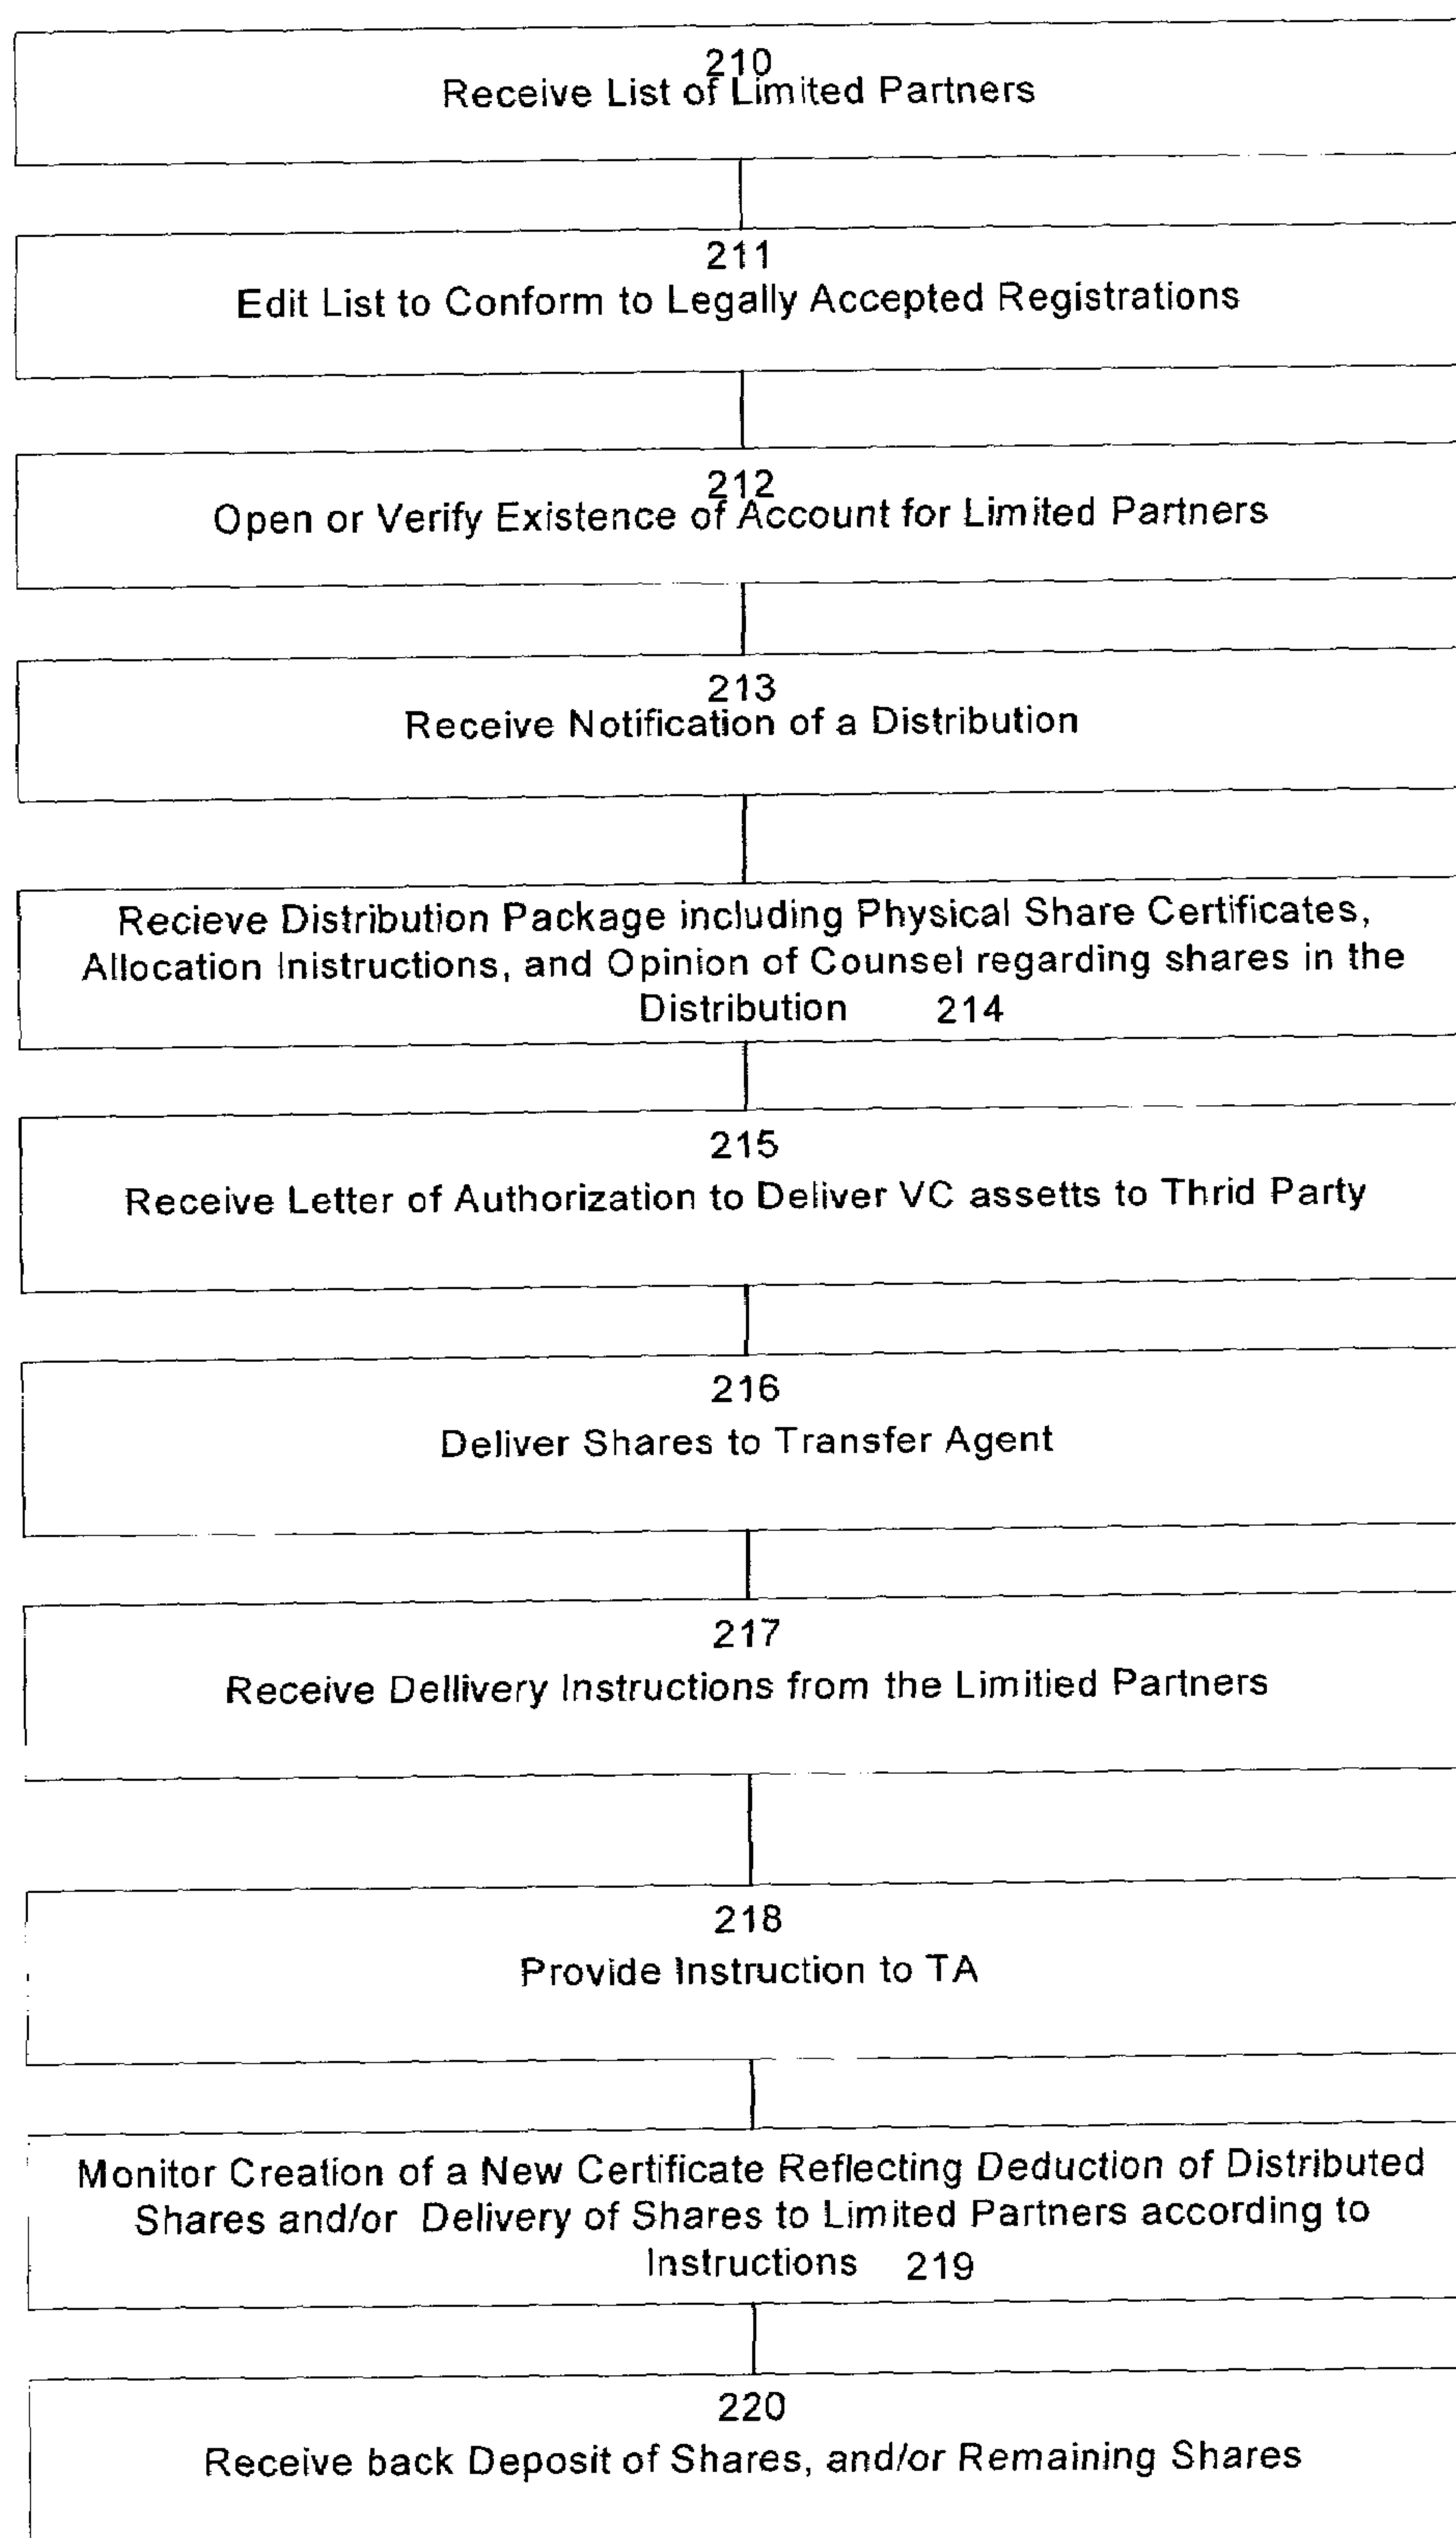 210
Receive List of Limited Partners
211
Edit List to Conform to Legally Accepted Registrations
212
Open or Verify Existence of Account for Limited Partners
213
Receive Notification of a Distribution
Recieve Distribution Package including Physical Share Certificates,
Allocation Inistructions, and Opinion of Counsel regarding shares in the
Distribution 214
215
Receive Letter of Authorization to Deliver VC assetts to Thrid Party
216
Deliver Shares to Transfer Agent
217
Receive Dellivery Instructions from the Limitied Partners
218
Provide Instruction to TA
Monitor Creation of a New Certificate Reflecting Deduction of Distributed
Shares and/or Delivery of Shares to Limited Partners according to
Instructions 219
220
Receive back Deposit of Shares, and/or Remaining Shares